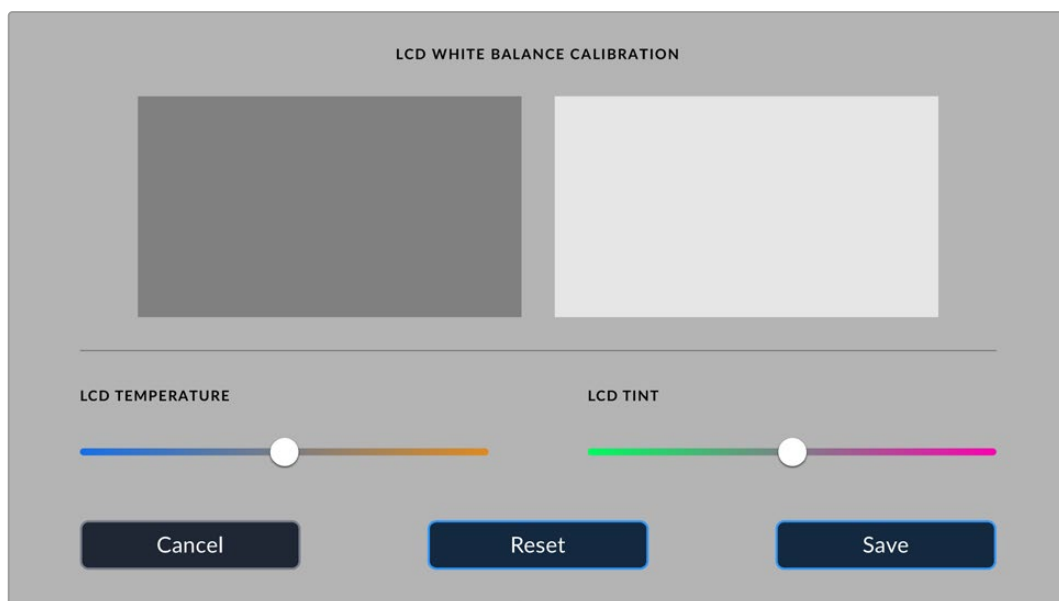 LCD WHITE BALANCE CALIBRATION
LCD TEMPERATURE
LCD TINT
Cancel
Reset
Save